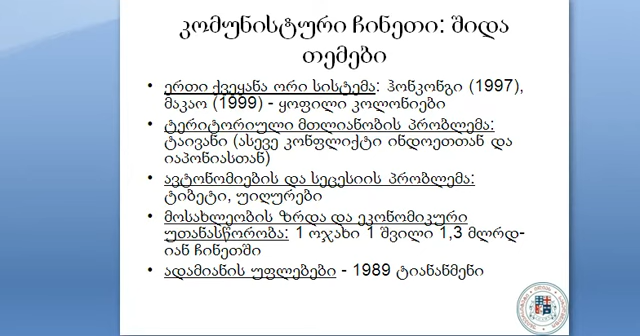 კომუნისტური ჩინეთი: შიდა
თემები
• ერთი ქვეყანა ორი სისტემა: ჰონკონგი (1997),
მაკაო (1999) - ყოფილი კოლონიები
• ტერიტორიული მთლიანობის პრობლემა:
ტაივანი (ასევე კონფლიქტი ინდოეთთან და
იაპონიასთან)
• ავტონომიების და სეცესიის პრობლემა:
ტიბეტი, უიღურები
• მოსახლეობის ზრდა და ეკონომიკური
უთანასწორობა: 1 ოჯახი 1 შვილი 1,3 მლრდ-
იან ჩინეთში
• ადამიანის უფლებები - 1989 ტიანანმენი